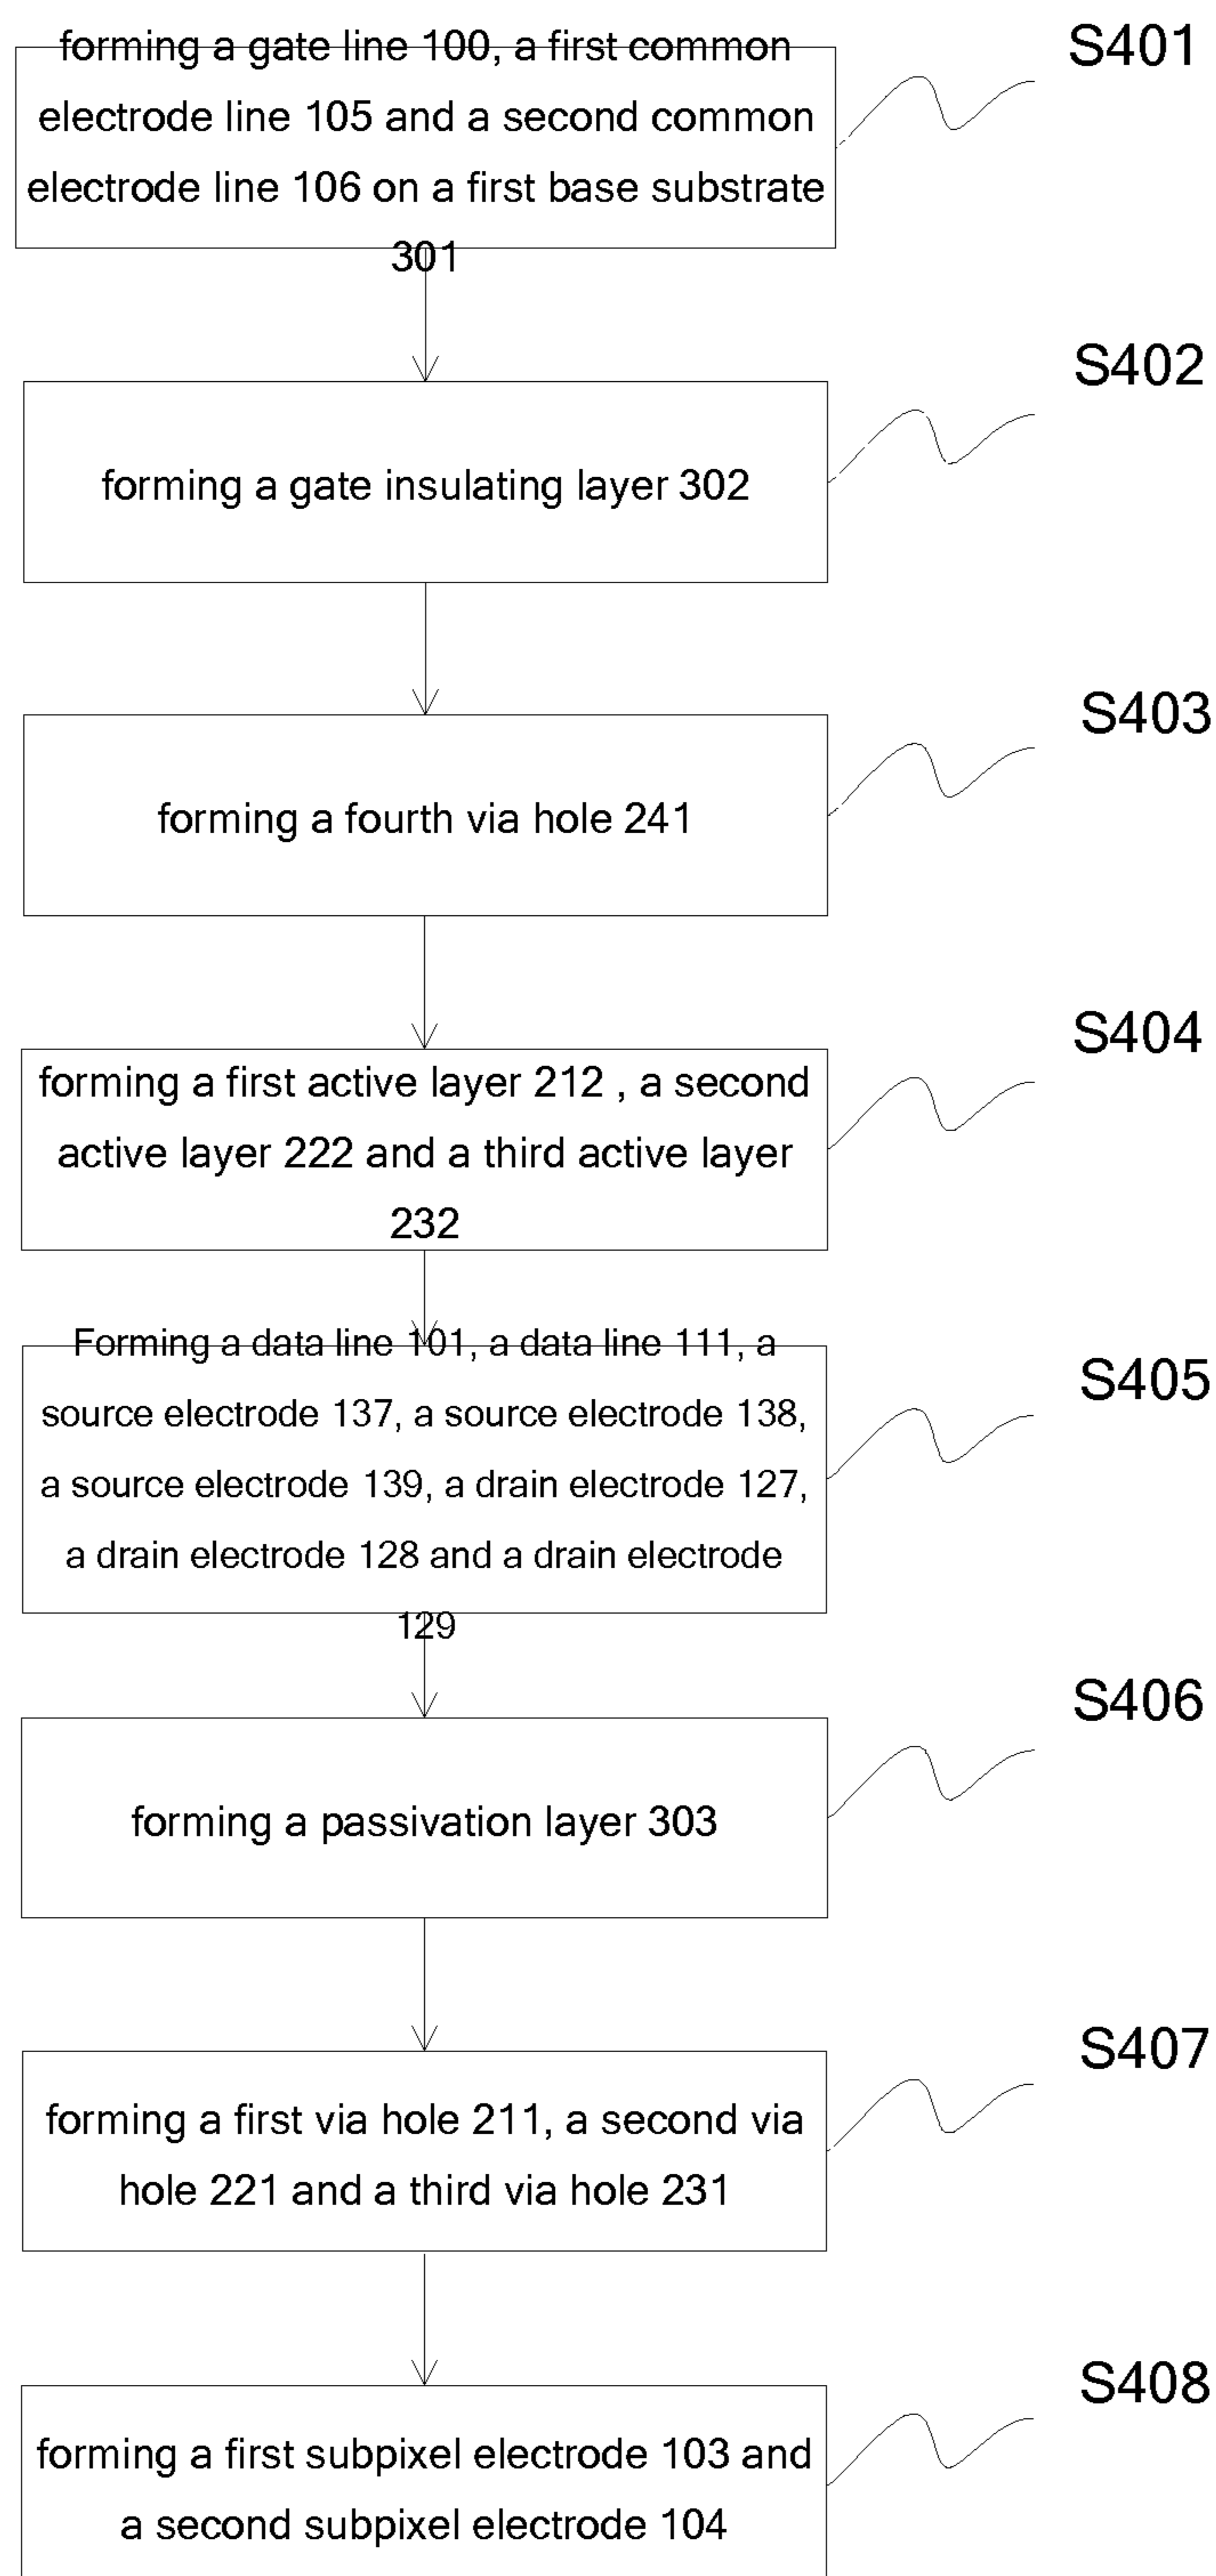 forming a gate line 100, a first common
electrode line 105 and a second common
electrode line 106 on a first base substrate
301
S401
forming a gate insulating layer 302
S402
forming a fourth via hole 241
S403
forming a first active layer 212 , a second
active layer 222 and a third active layer
232
S404
Forming a data line 101, a data line 111, a
source electrode 137, a source electrode 138,
a source electrode 139, a drain electrode 127,
a drain electrode 128 and a drain electrode
129
S405
forming a passivation layer 303
S406
forming a first via hole 211, a second via
hole 221 and a third via hole 231
S407
forming a first subpixel electrode 103 and
a second subpixel electrode 104
S408